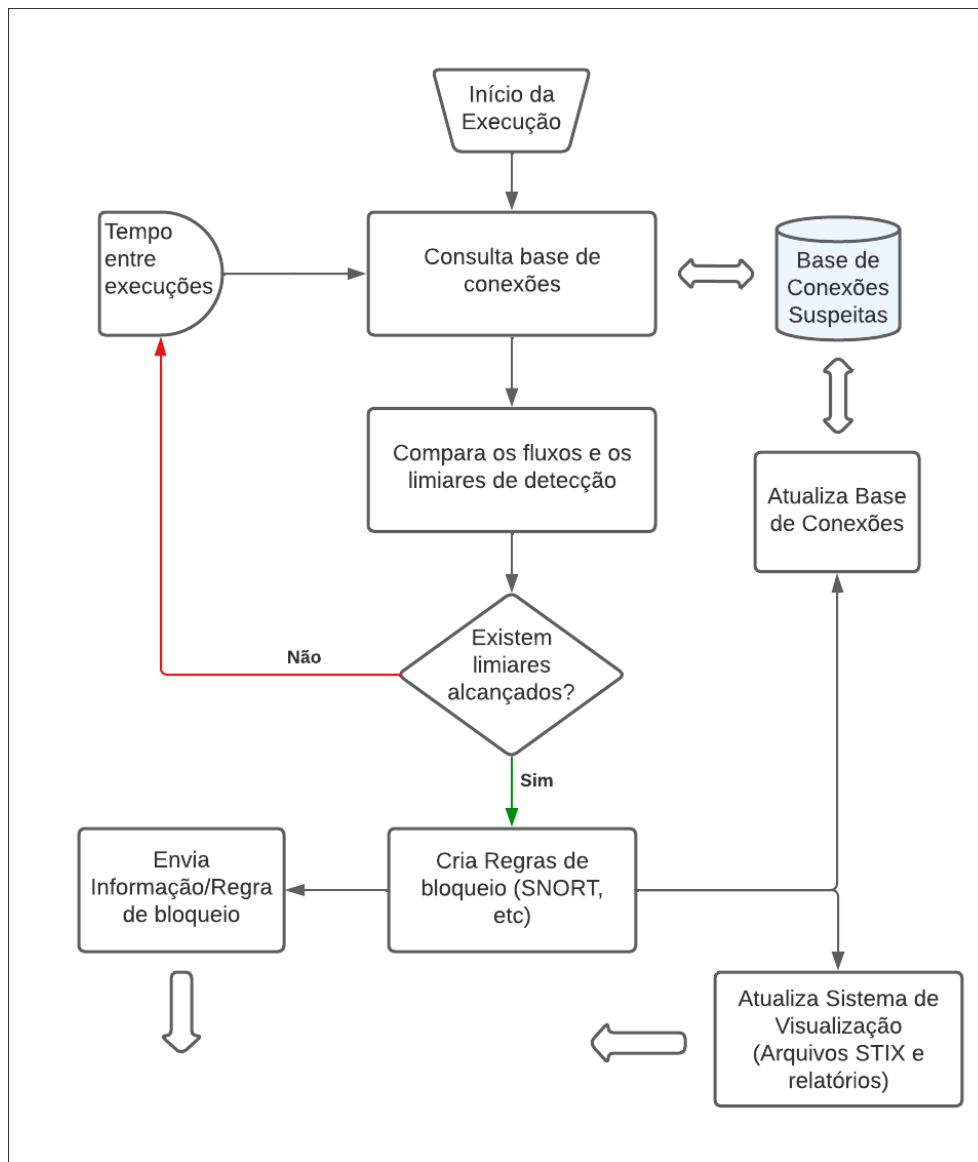 Início da
Execução
Tempo
entre
execuções
Consulta base de
conexões
Base de
Conexões
Suspeitas
Compara os fluxos e os
limiares de detecção
Atualiza Base
de Conexões
Existem
limiares
alcançados?
Não
Sim
Envia
Informação/Regra
de bloqueio
Cria Regras de
bloqueio (SNORT,
etc)
Atualiza Sistema de
Visualização
(Arquivos STIX e
relatórios)